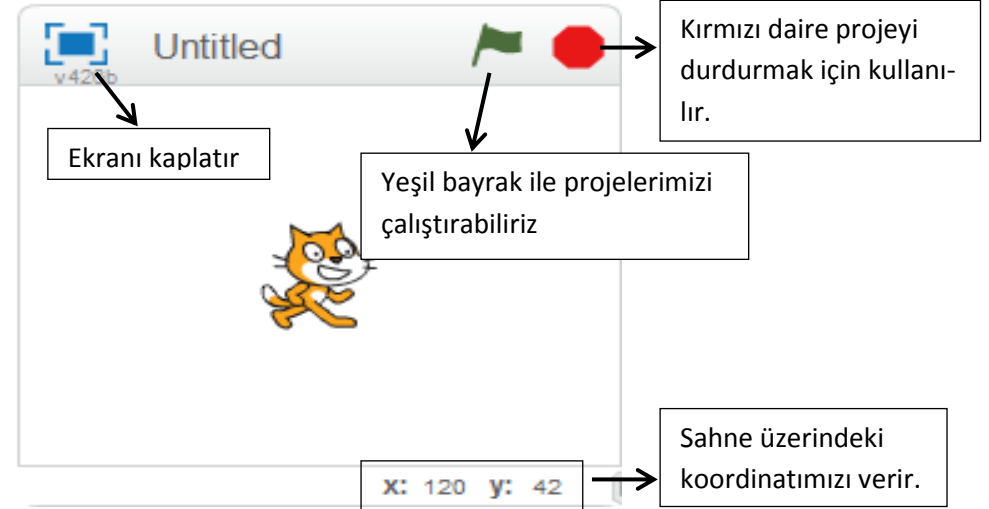 Untitled
v426b
Kırmızı daire projeyi
durdurmak için kullanı-
lır.
Ekranı kaplatır
Yeşil bayrak ile projelerimizi
çalıştırabiliriz
Sahne üzerindeki
koordinatımızı verir.
x: 120 y: 42